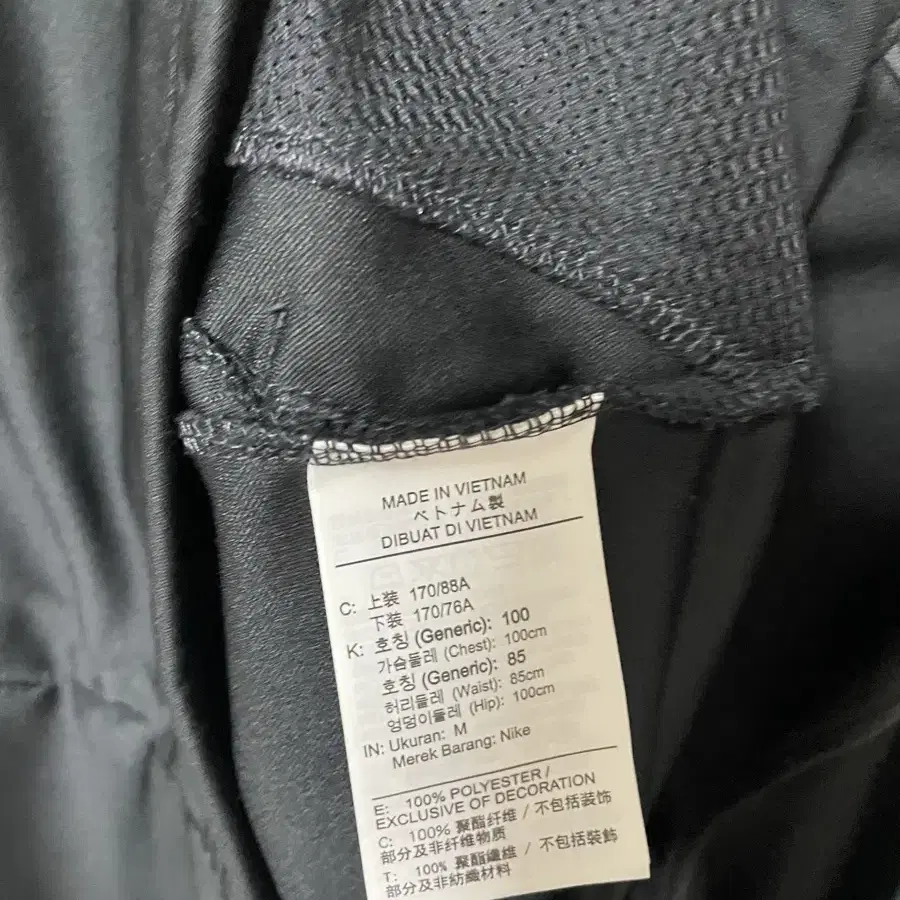 MADE IN VIETNAM
ベトナム製
DIBUAT DI VIETNAM
C: 上装 170/88A
下装 170/76A
K: 호칭 (Generic): 100
가슴둘레 (Chest): 100cm
호칭 (Generic): 85
허리둘레 (Waist): 85cm
엉덩이둘레 (Hip): 100cm
IN: Ukuran: M
Merek Barang: Nike
E: 100% POLYESTER /
EXCLUSIVE OF DECORATION
C: 100% 聚酯纤维 / 不包括装饰
部分及非纤维物质
T: 100% 聚酯纖維 / 不包括裝飾
部分及非紡織材料